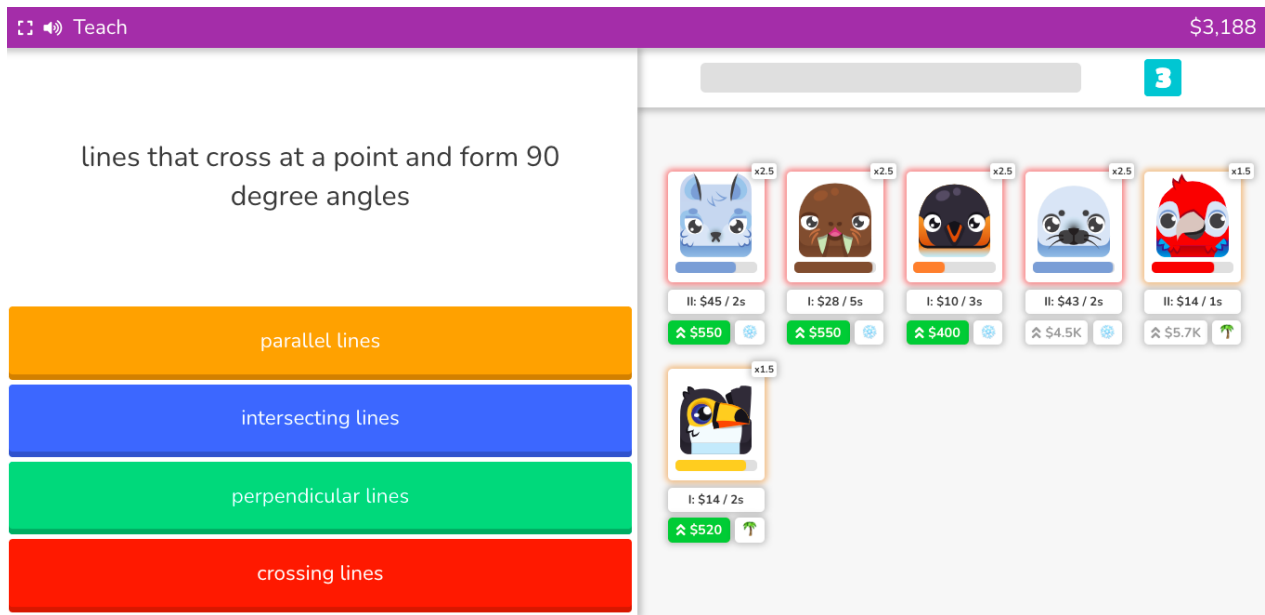 Teach
$3,188
lines that cross at a point and form 90
degree angles
parallel lines
intersecting lines
perpendicular lines
crossing lines
3
x2.5
x2.5
x2.5
x2.5
x1.5
II: $45 / 2s
I: $28 / 5s
I: $10 / 3s
II: $43 / 2s
II: $14 / 1s
$550
$550
$400
$4.5K
$5.7K
x1.5
I: $14 / 2s
$520